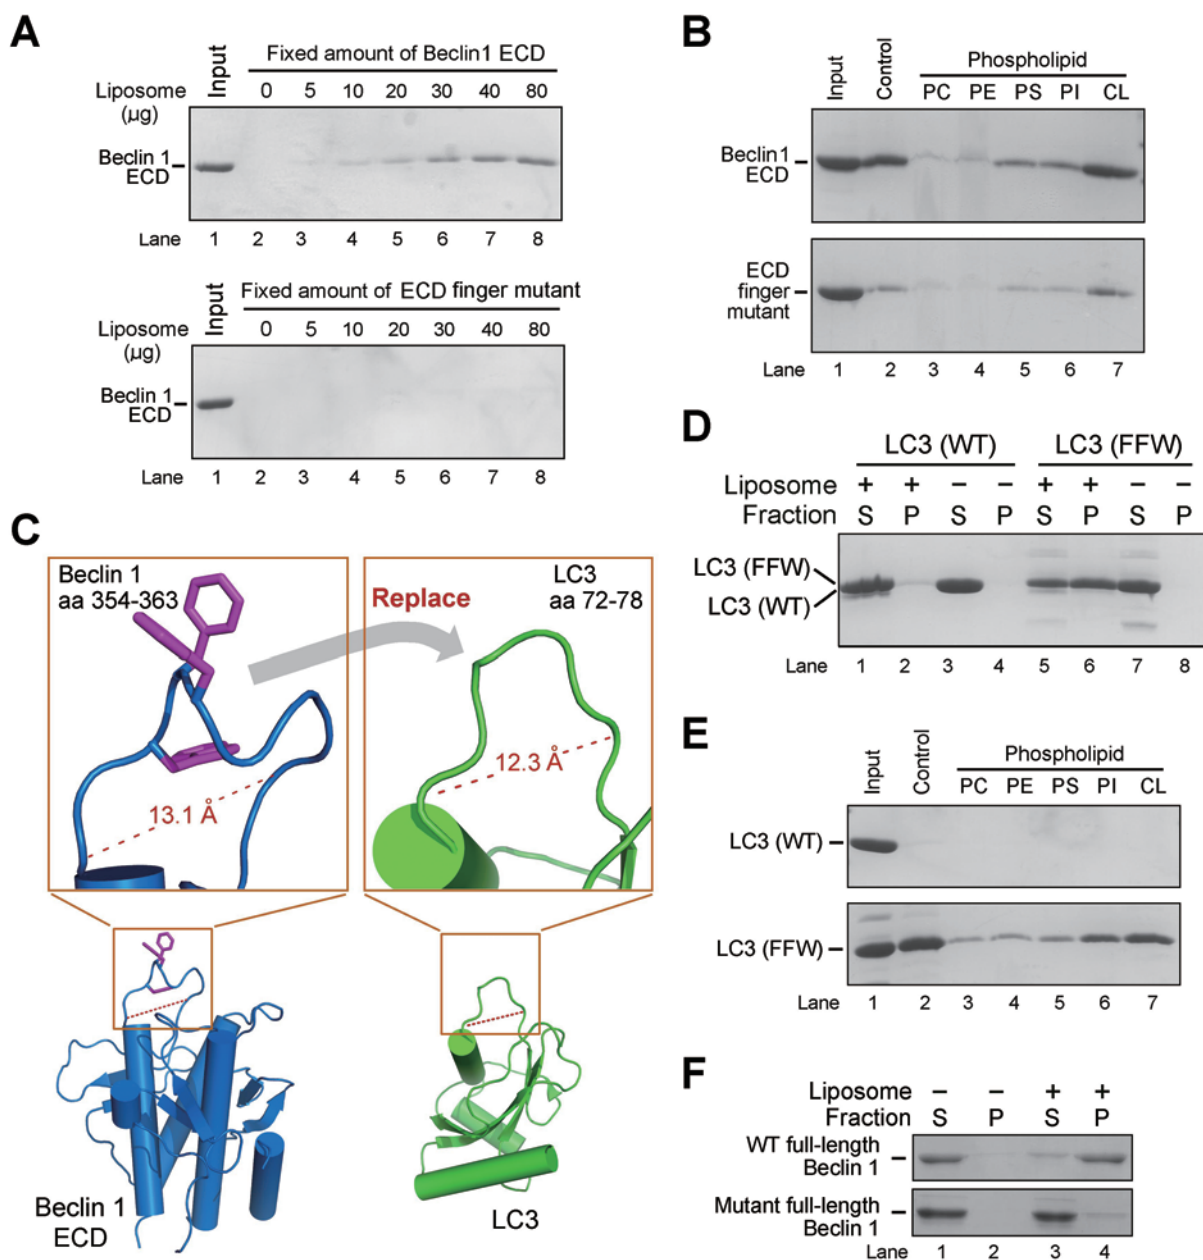 A
Fixed amount of Beclin1 ECD
Input
Liposome (µg)
0 5 10 20 30 40 80
Beclin 1 ECD
Lane 1 2 3 4 5 6 7 8
Fixed amount of ECD finger mutant
Input
Liposome (µg)
0 5 10 20 30 40 80
Beclin 1 ECD
Lane 1 2 3 4 5 6 7 8
B
Input Control
Phospholipid
PC PE PS PI CL
Beclin1 ECD
ECD finger mutant
Lane 1 2 3 4 5 6 7
C
Beclin 1
aa 354-363
Replace
LC3
aa 72-78
13.1 Å
12.3 Å
Beclin 1
ECD
LC3
D
LC3 (WT) LC3 (FFW)
Liposome + + − − + + − −
Fraction S P S P S P S P
LC3 (FFW)
LC3 (WT)
Lane 1 2 3 4 5 6 7 8
E
Input Control
Phospholipid
PC PE PS PI CL
LC3 (WT)
LC3 (FFW)
Lane 1 2 3 4 5 6 7
F
Liposome − − + +
Fraction S P S P
WT full-length
Beclin 1
Mutant full-length
Beclin 1
Lane 1 2 3 4